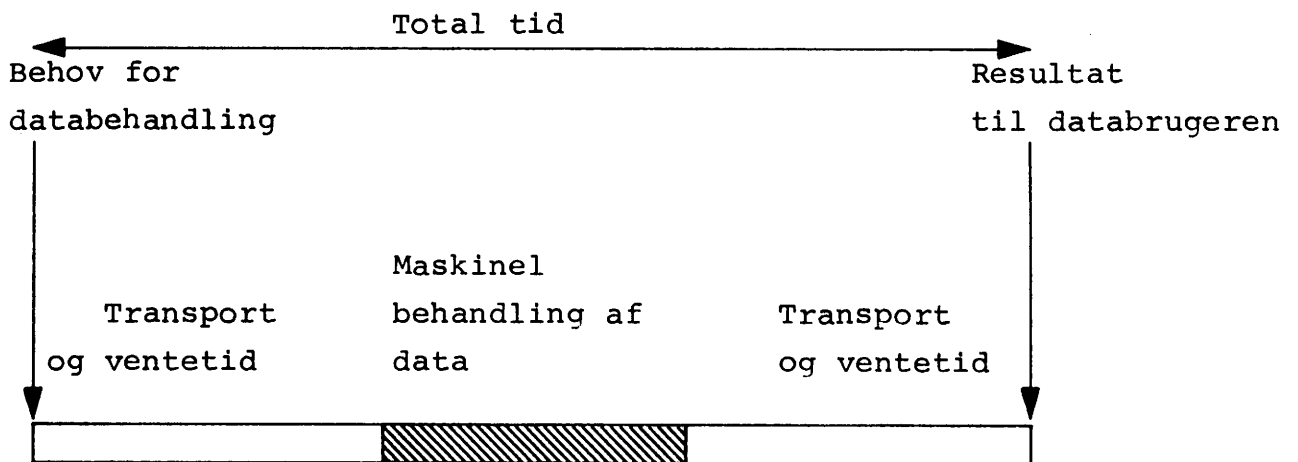 Total tid
Behov for
databehandling
Resultat
til databrugeren
Transport
og ventetid
Maskinel
behandling af
data
Transport
og ventetid